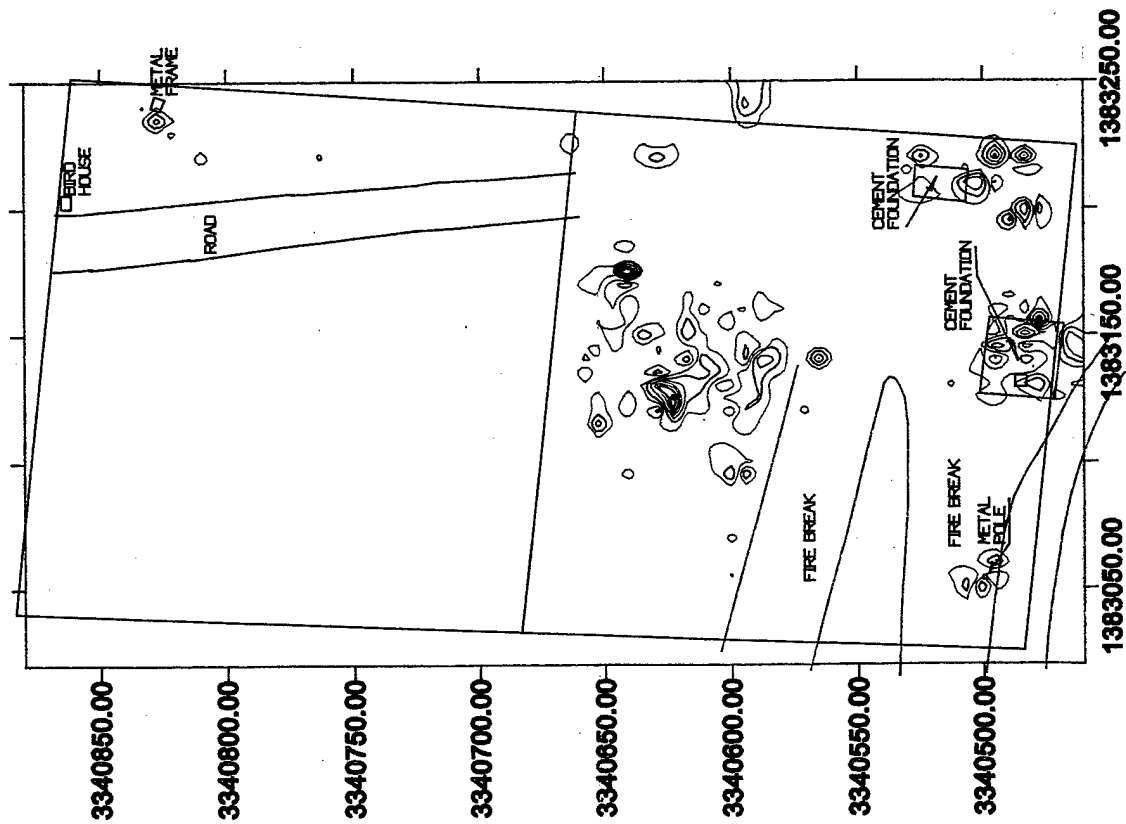 METAL
FRAME
BIRD
HOUSE
ROAD
CEMENT
FOUNDATION
CEMENT
FOUNDATION
FIRE BREAK
FIRE BREAK
METAL
POLE
1383250.00
1383150.00
1383050.00
3340850.00
3340800.00
3340750.00
3340700.00
3340650.00
3340600.00
3340550.00
3340500.00